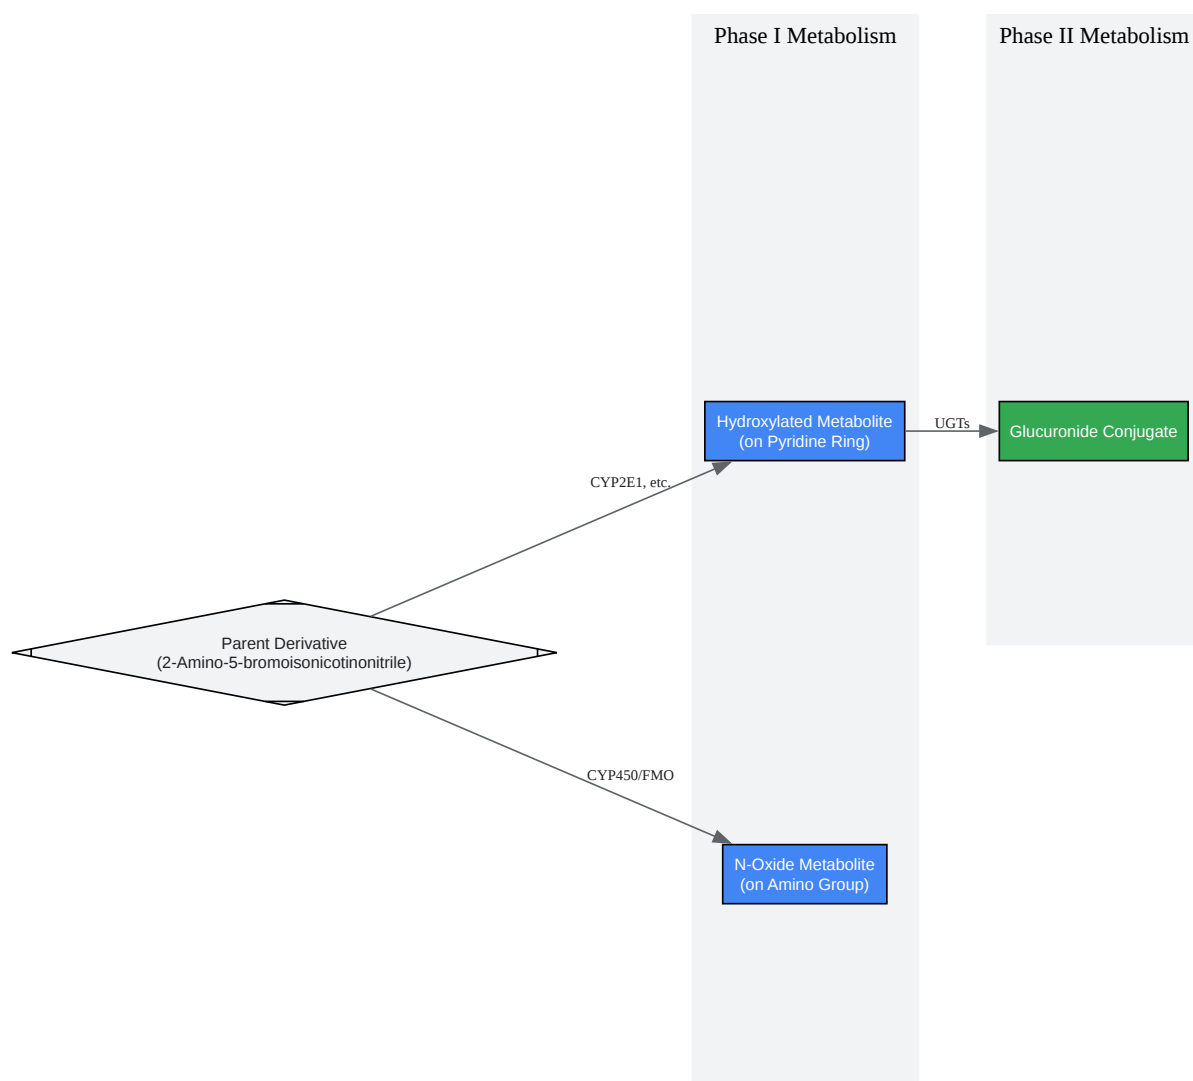 Phase I Metabolism
Phase II Metabolism
Hydroxylated Metabolite
(on Pyridine Ring)
UGTs
Glucuronide Conjugate
CYP2E1, etc.
Parent Derivative
(2-Amino-5-bromoisonicotinonitrile)
CYP450/FMO
N-Oxide Metabolite
(on Amino Group)